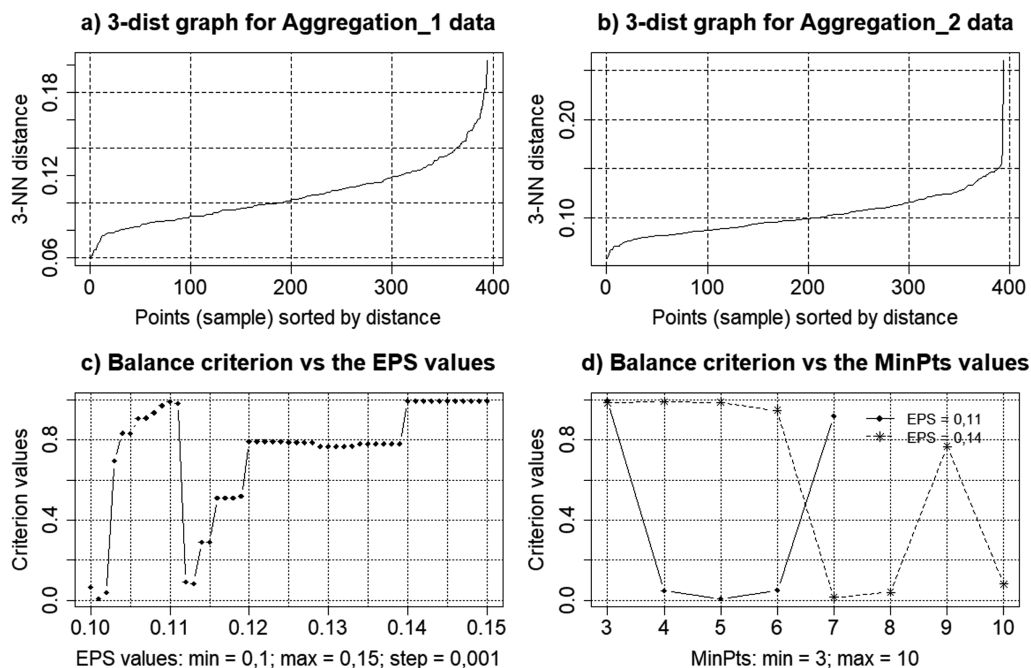 a) 3-dist graph for Aggregation_1 data
3-NN distance
0.06 0.12 0.18
0 100 200 300 400
Points (sample) sorted by distance
b) 3-dist graph for Aggregation_2 data
3-NN distance
0.10 0.20
0 100 200 300 400
Points (sample) sorted by distance
c) Balance criterion vs the EPS values
Criterion values
0.0 0.4 0.8
0.10 0.11 0.12 0.13 0.14 0.15
EPS values: min = 0,1; max = 0,15; step = 0,001
d) Balance criterion vs the MinPts values
Criterion values
0.0 0.4 0.8
EPS = 0,11
EPS = 0,14
3 4 5 6 7 8 9 10
MinPts: min = 3; max = 10